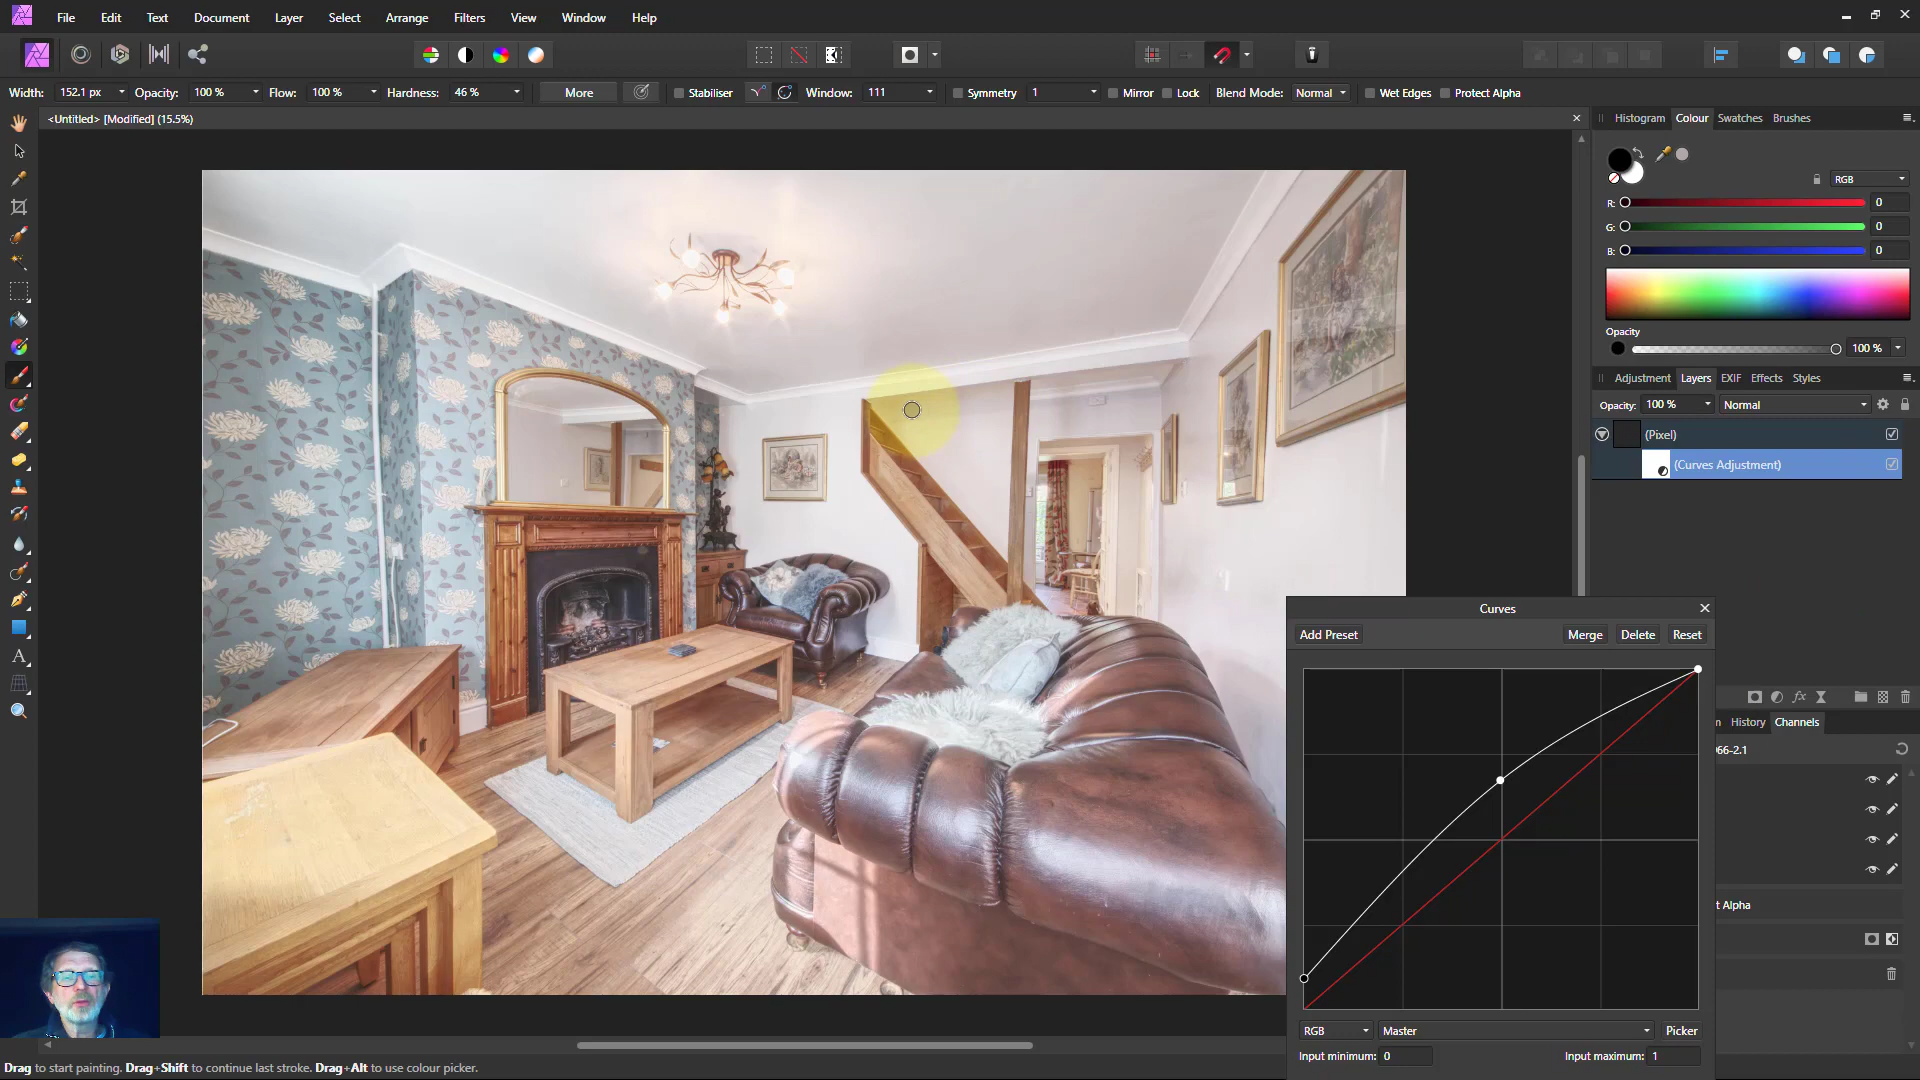 File Edit Text Document Layer Select Arrange Filters View Window Help
Width: 152.1 px Opacity: 100 % Flow: 100 % Hardness: 46 % More Stabiliser Window: 111 Symmetry 1 Mirror Lock Blend Mode: Normal Wet Edges Protect Alpha
<Untitled> [Modified] (15.5%)
Histogram Colour Swatches Brushes
RGB
R: 0
G: 0
B: 0
Opacity
100 %
Adjustment Layers EXIF Effects Styles
Opacity: 100 % Normal
(Pixel)
(Curves Adjustment)
Curves
Add Preset Merge Delete Reset
History Channels
066-2.1
t Alpha
RGB Master Picker
Input minimum: 0 Input maximum: 1
Drag to start painting. Drag+Shift to continue last stroke. Drag+Alt to use colour picker.